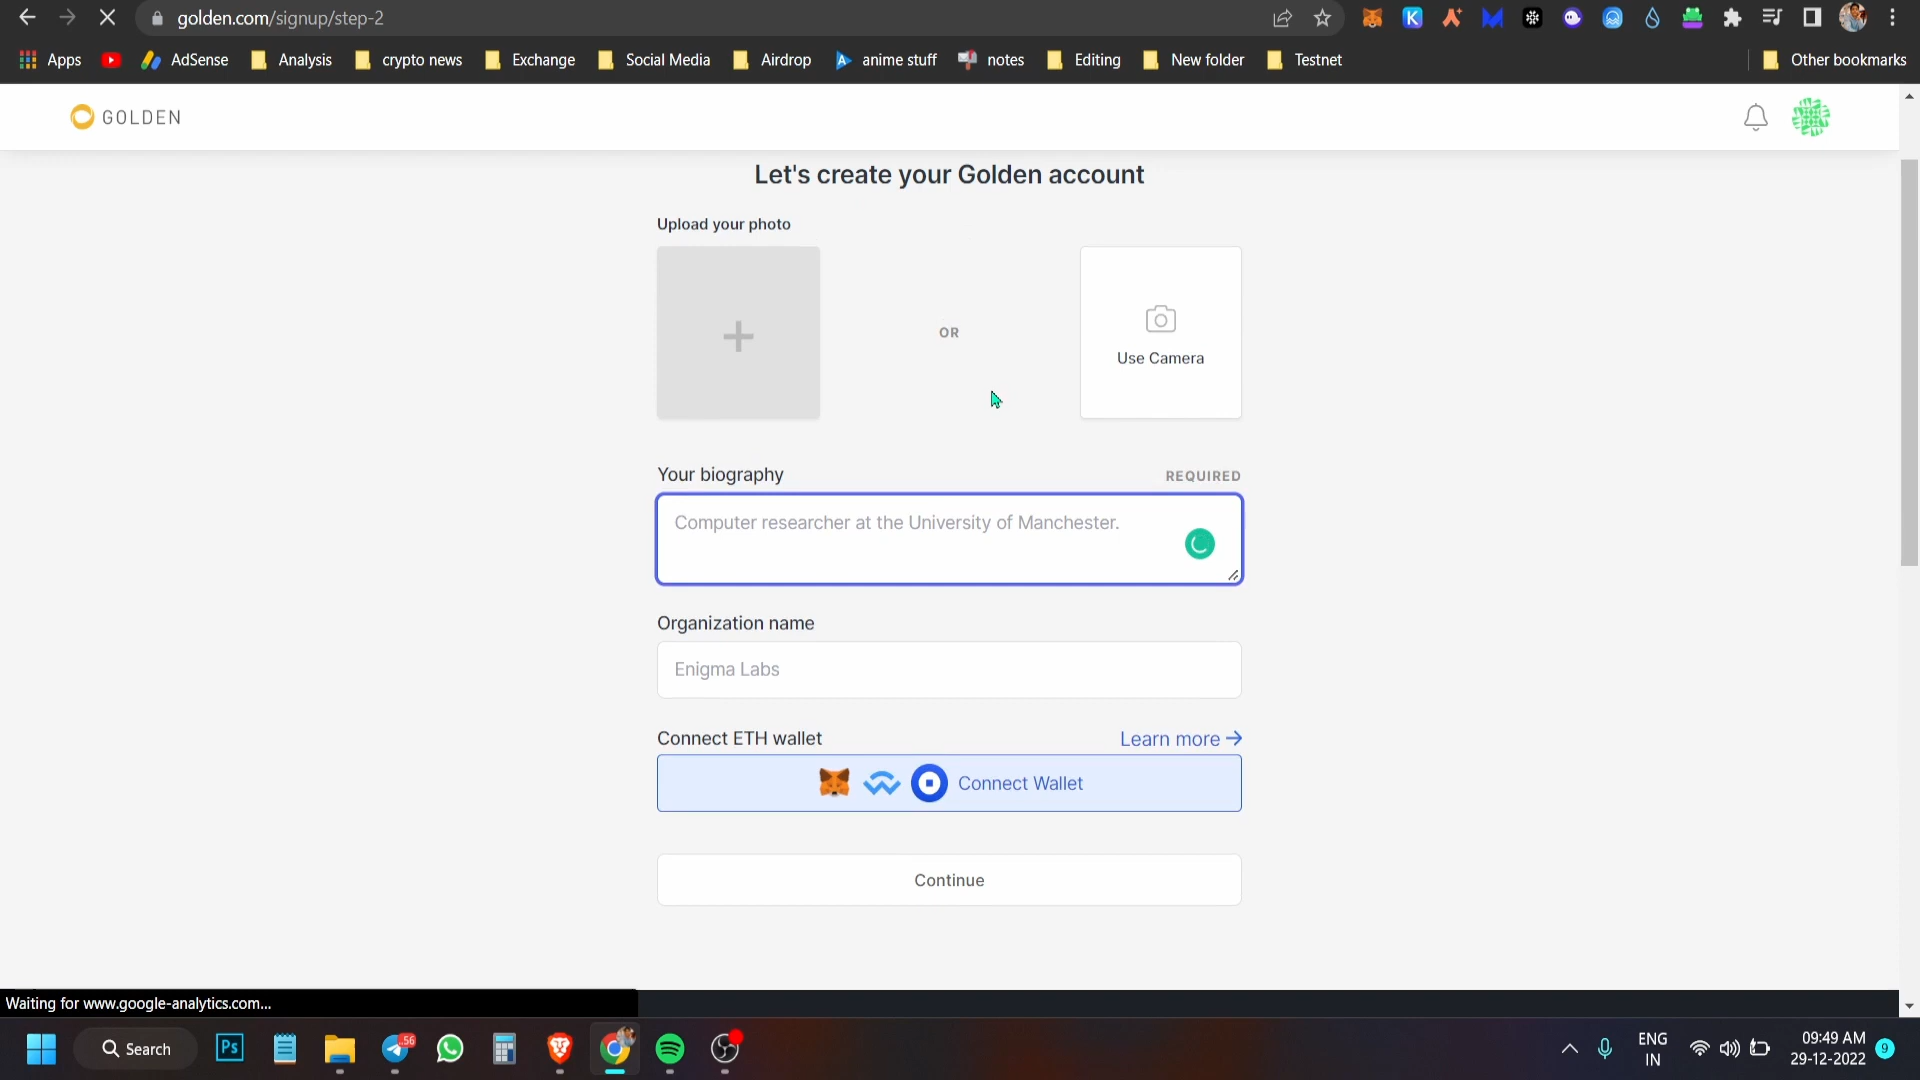 golden.com/signup/step-2
Apps AdSense Analysis crypto news Exchange Social Media Airdrop anime stuff notes Editing New folder Testnet Other bookmarks
GOLDEN
Let's create your Golden account
Upload your photo
OR
Use Camera
Your biography REQUIRED
Computer researcher at the University of Manchester.
Organization name
Enigma Labs
Connect ETH wallet Learn more
Connect Wallet
Continue
Waiting for www.google-analytics.com...
Search Ps 56 ENG 09:49 AM 9
IN 29-12-2022